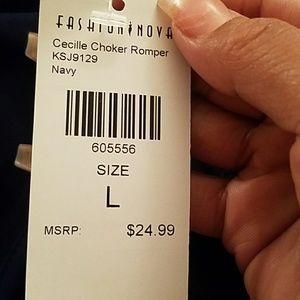 FASHION NOVA
Cecille Choker Romper
KSJ9129
Navy
605556
SIZE
L
MSRP: $24.99